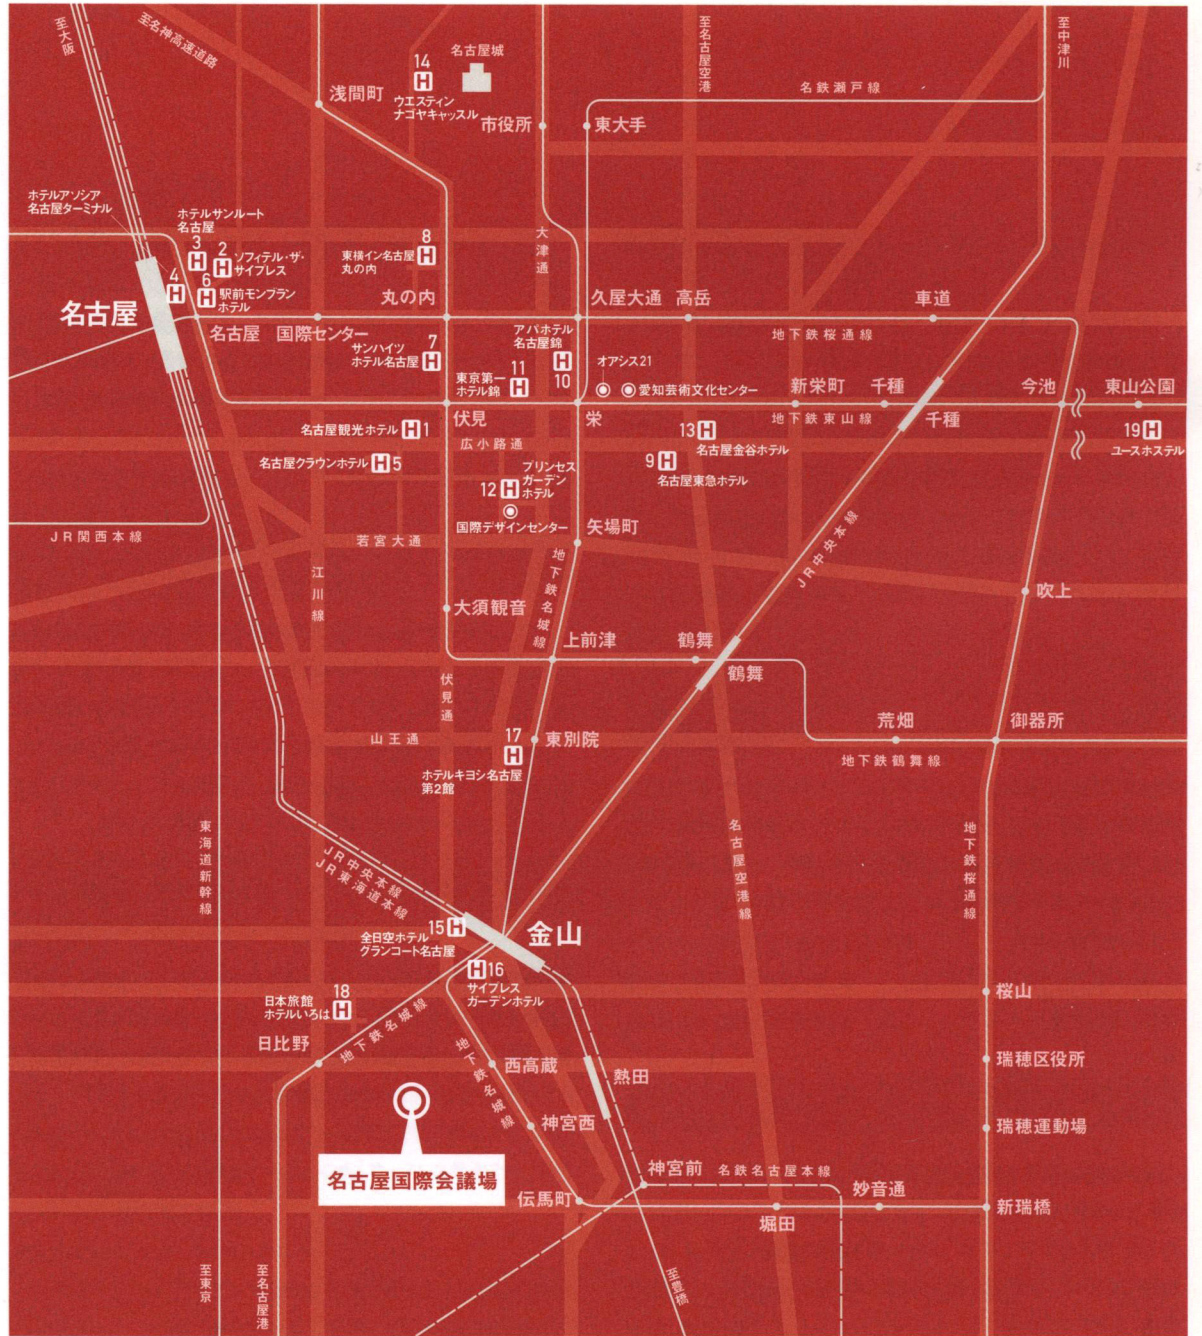 至大阪
至名神高速道路
14
名古屋城
ウエスティン
ナゴヤキャッスル
至名古屋空港
至中津川
名鉄瀬戸線
浅間町
市役所
東大手
ホテルアソシア
名古屋ターミナル
ホテルサンルート
名古屋
3
2
ソフィテル・ザ・
サイプレス
4
6
駅前モンブラン
ホテル
8
東横イン名古屋
丸の内
大津通
名古屋
名古屋
国際センター
丸の内
久屋大通
高岳
車道
地下鉄桜通線
7
サンハイツ
ホテル名古屋
アパホテル
名古屋錦
10
11
東京第一
ホテル錦
オアシス21
愛知芸術文化センター
新栄町
千種
千種
今池
東山公園
地下鉄東山線
伏見
栄
名古屋観光ホテル
1
広小路通
13
名古屋金谷ホテル
19
ユースホステル
名古屋クラウンホテル
5
9
名古屋東急ホテル
プリンセス
ガーデン
ホテル
12
国際デザインセンター
JR関西本線
若宮大通
矢場町
江川線
地下鉄名城線
JR中央本線
吹上
大須観音
上前津
鶴舞
鶴舞
伏見通
山王通
17
東別院
ホテルキヨシ名古屋
第2館
荒畑
御器所
地下鉄鶴舞線
東海道新幹線
JR中央本線
JR東海道本線
名古屋空港線
地下鉄桜通線
15
全日空ホテル
グランコート名古屋
金山
16
サイプレス
ガーデンホテル
18
日本旅館
ホテルいろは
桜山
日比野
地下鉄名城線
地下鉄名城線
西高蔵
熱田
瑞穂区役所
神宮西
瑞穂運動場
名古屋国際会議場
神宮前
名鉄名古屋本線
伝馬町
堀田
妙音通
新瑞橋
至東京
至名古屋港
至豊橋